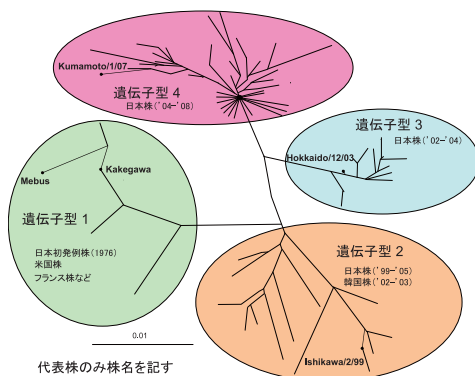 Kumamoto/1/07
遺伝子型 4
日本株('04-'08)
遺伝子型 3
日本株('02-'04)
Hokkaido/12/03
Kakegawa
Mebus
遺伝子型 1
日本初発例株(1976)
米国株
フランス株など
遺伝子型 2
日本株('99-'05)
韓国株('02-'03)
Ishikawa/2/99
0.01
代表株のみ株名を記す